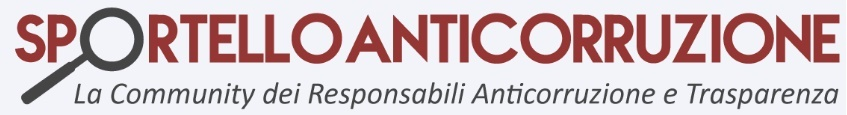 SPORTELLOANTICORRUZIONE
La Community dei Responsabili Anticorruzione e Trasparenza